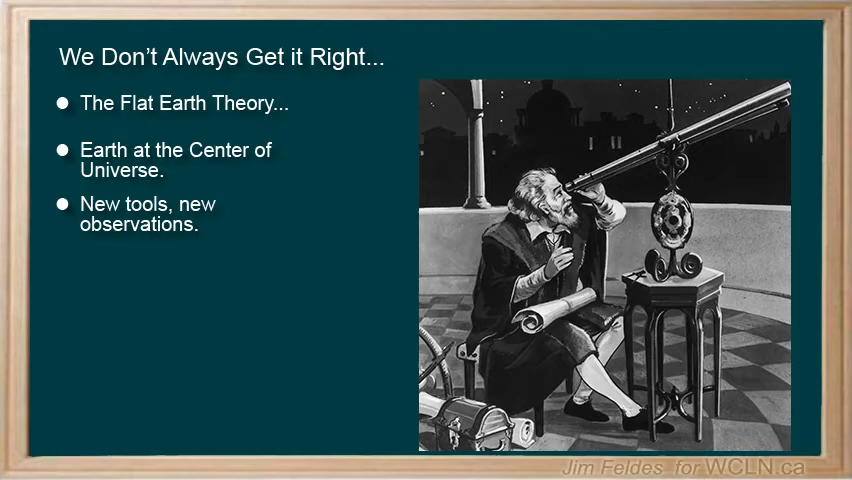 We Don’t Always Get it Right...
The Flat Earth Theory...
Earth at the Center of
Universe.
New tools, new
observations.
Jim Feldes for WCLN.ca